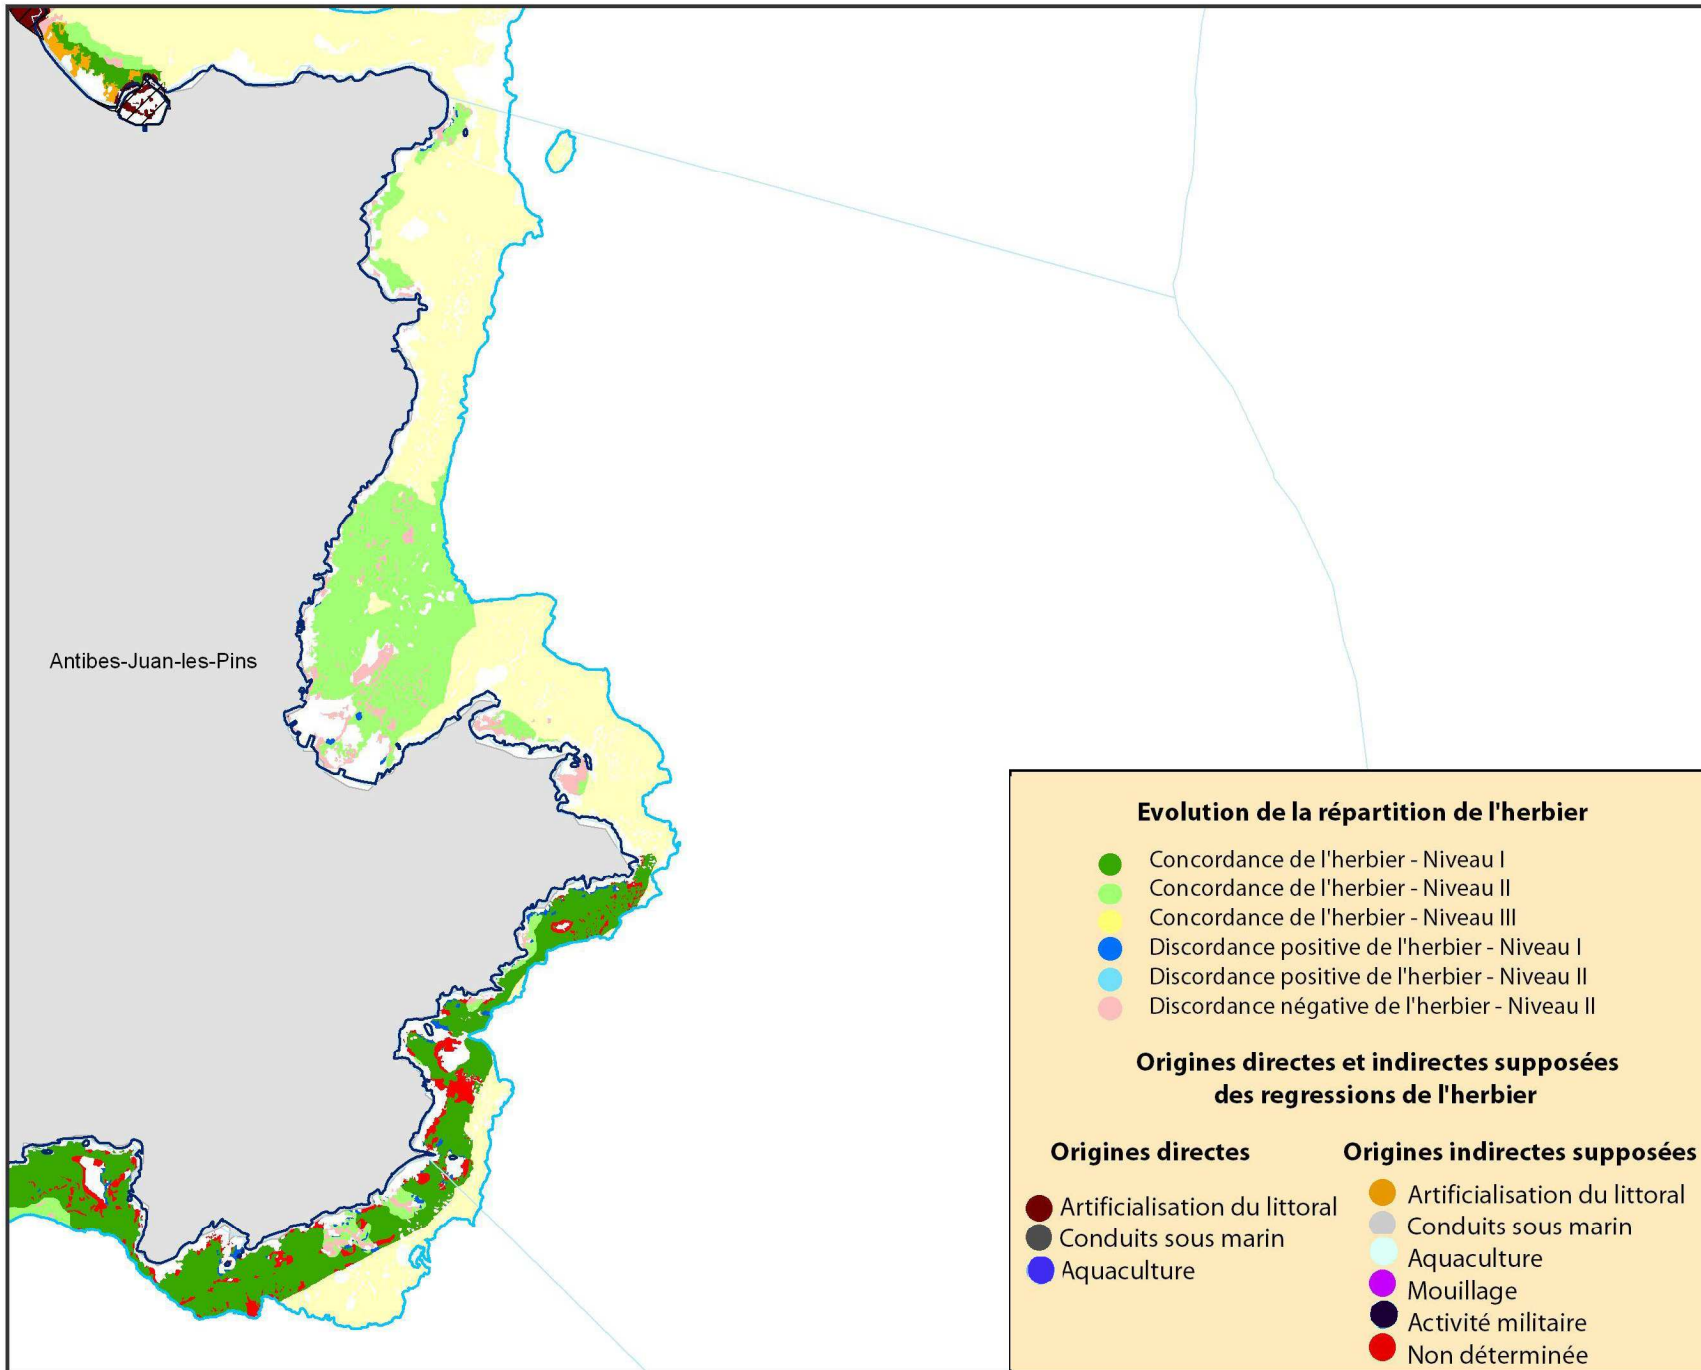 Antibes-Juan-les-Pins
Evolution de la répartition de l'herbier
Concordance de l'herbier - Niveau I
Concordance de l'herbier - Niveau II
Concordance de l'herbier - Niveau III
Discordance positive de l'herbier - Niveau I
Discordance positive de l'herbier - Niveau II
Discordance négative de l'herbier - Niveau II
Origines directes et indirectes supposées
des regressions de l'herbier
Origines directes
Artificialisation du littoral
Conduits sous marin
Aquaculture
Origines indirectes supposées
Artificialisation du littoral
Conduits sous marin
Aquaculture
Mouillage
Activité militaire
Non déterminée